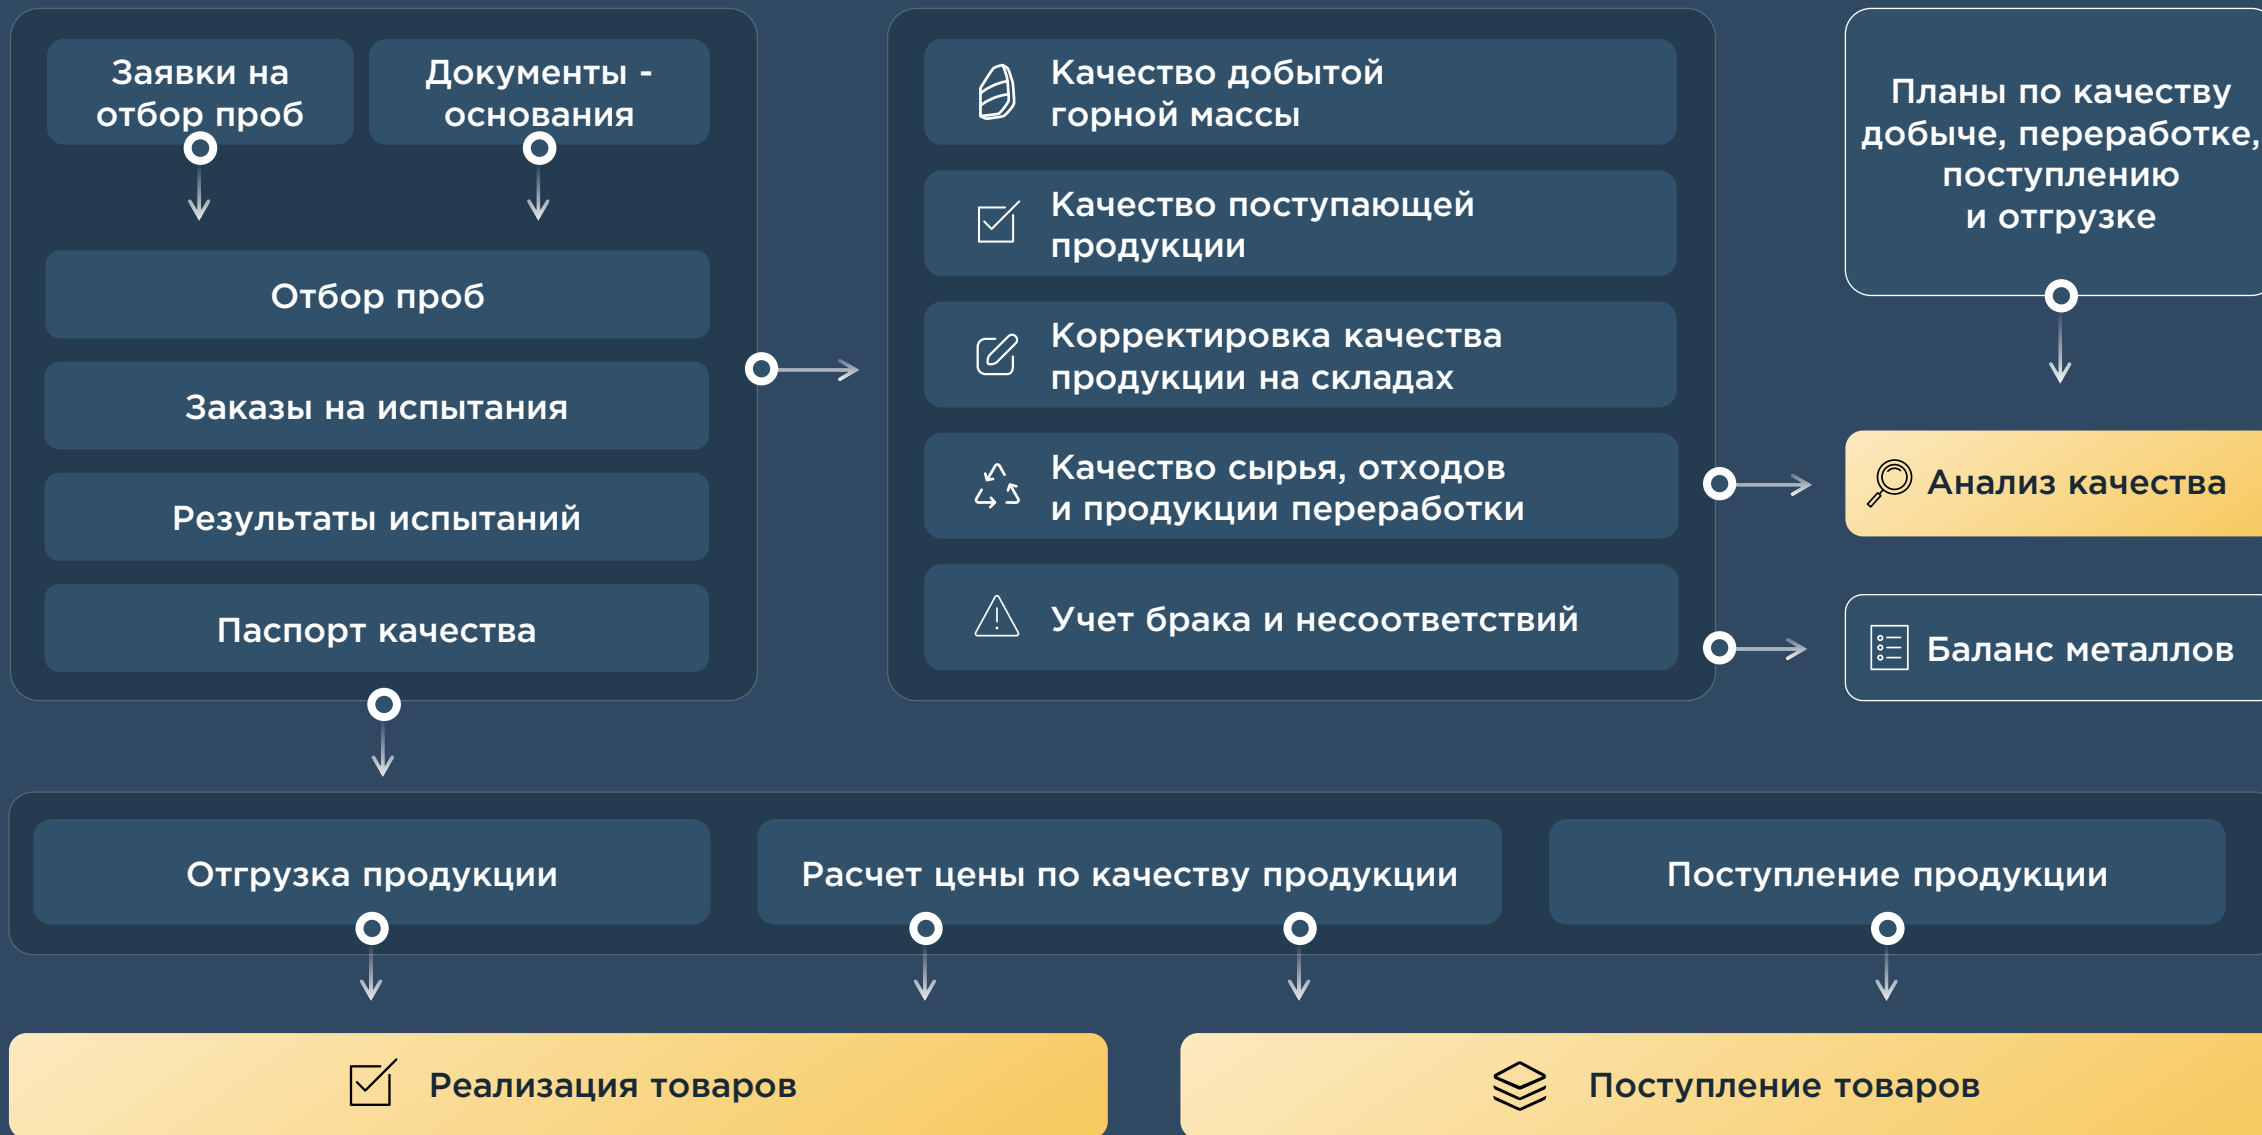 Заявки на
отбор проб
Документы -
основания
Отбор проб
Заказы на испытания
Результаты испытаний
Паспорт качества
Качество добытой
горной массы
Качество поступающей
продукции
Корректировка качества
продукции на складах
Качество сырья, отходов
и продукции переработки
Учет брака и несоответствий
Планы по качеству
добыче, переработке,
поступлению
и отгрузке
Анализ качества
Баланс металлов
Отгрузка продукции
Расчет цены по качеству продукции
Поступление продукции
Реализация товаров
Поступление товаров